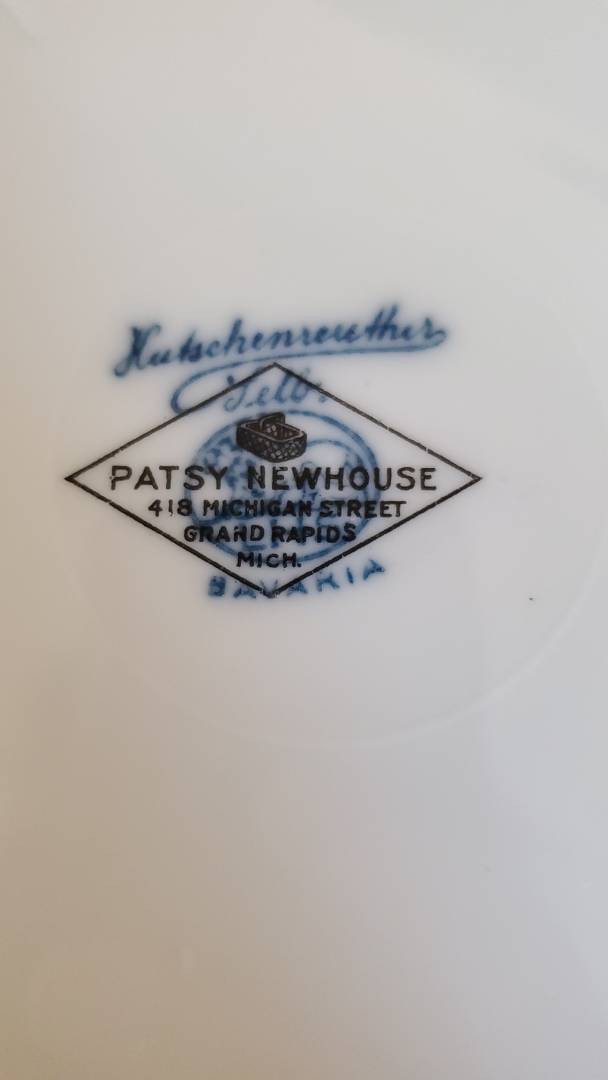 Hutschenreuther
Selb
PATSY NEWHOUSE
418 MICHIGAN STREET
GRAND RAPIDS
MICH.
BAVARIA